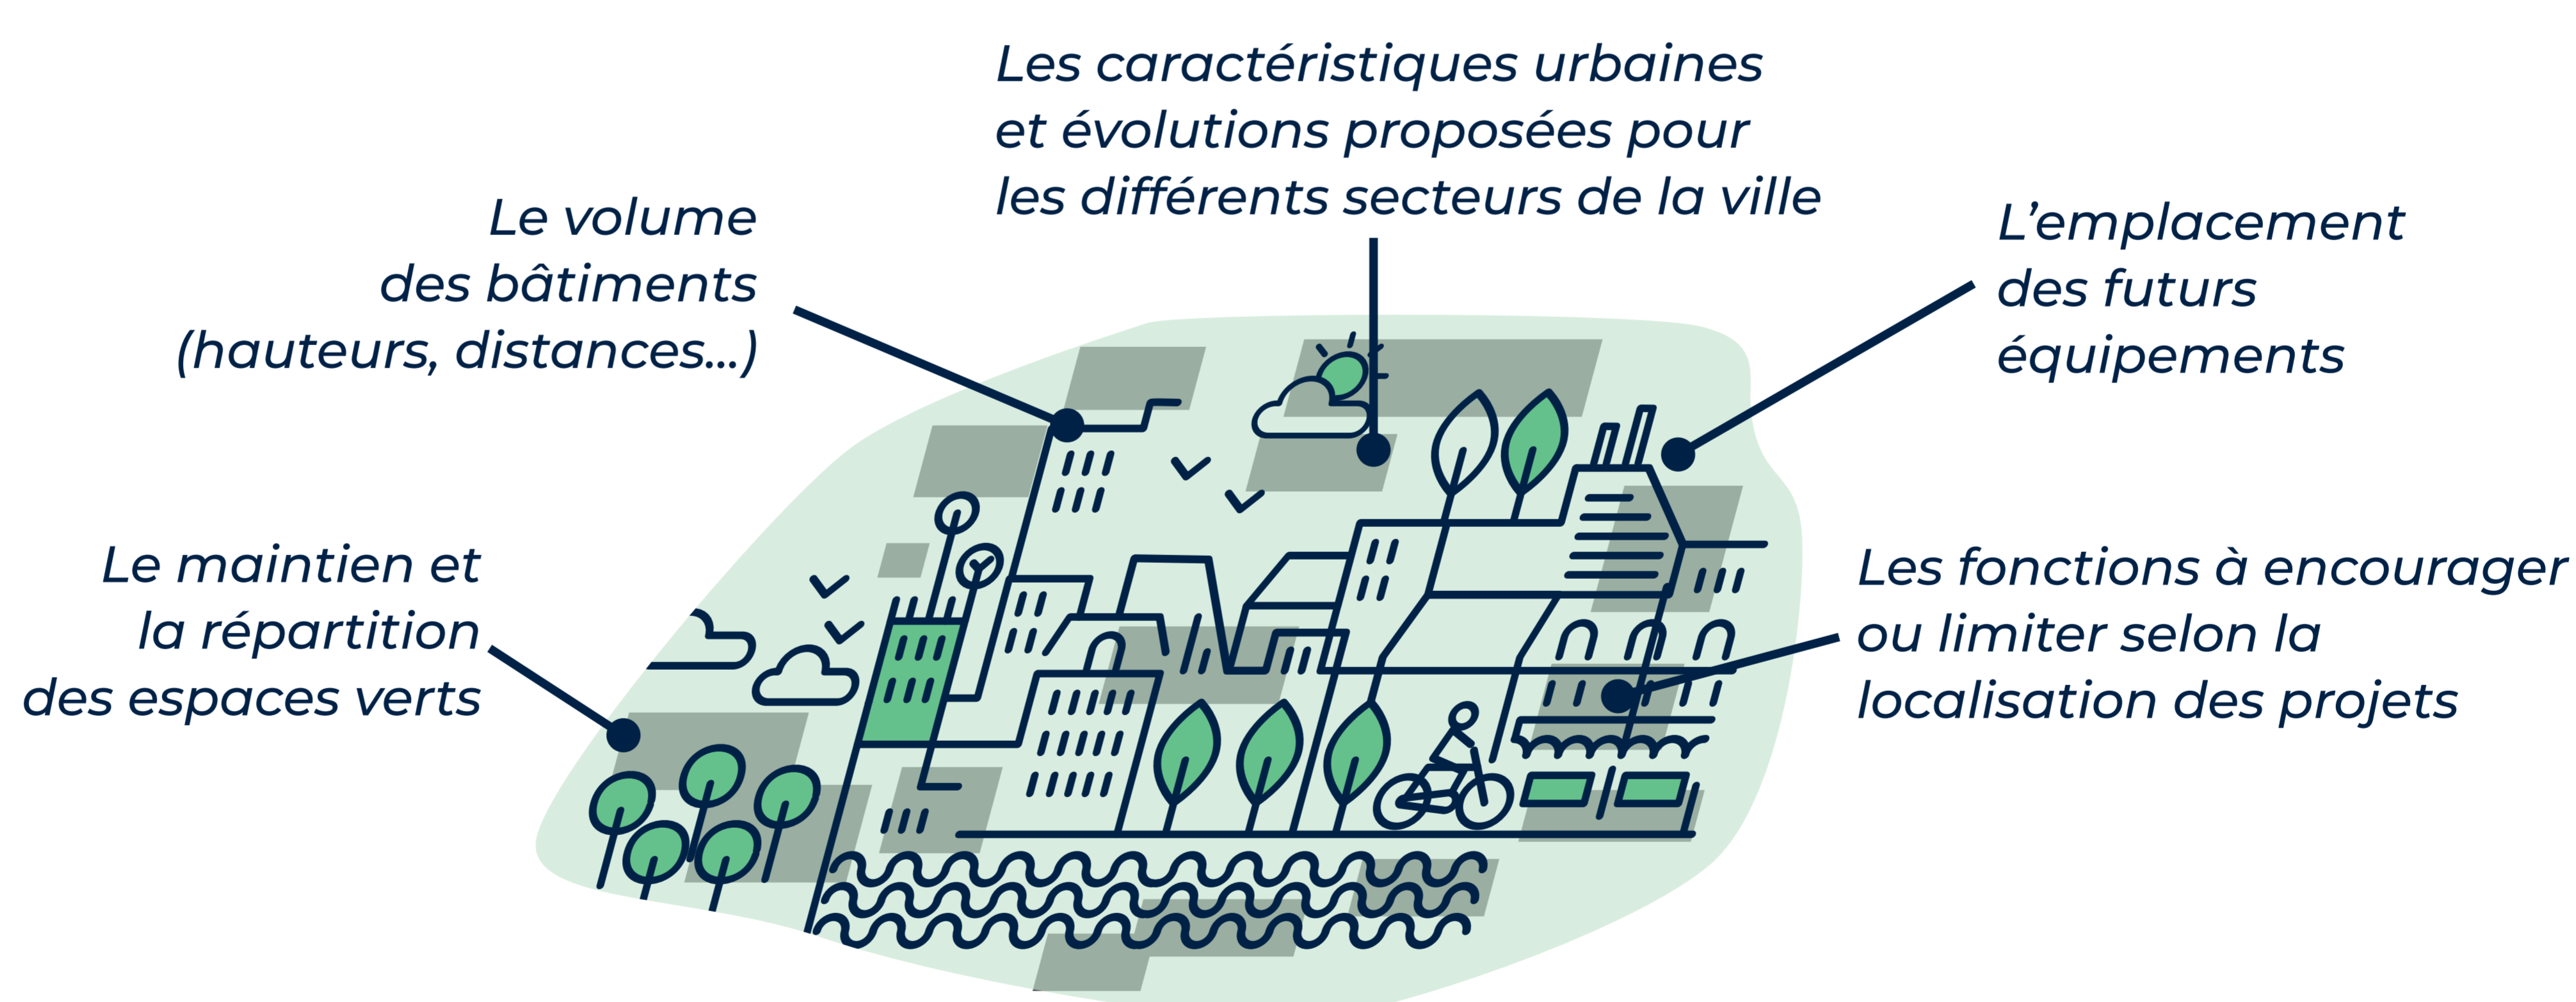 Les caractéristiques urbaines
et évolutions proposées pour
les différents secteurs de la ville
Le volume
des bâtiments
(hauteurs, distances...)
L’emplacement
des futurs
équipements
Le maintien et
la répartition
des espaces verts
Les fonctions à encourager
ou limiter selon la
localisation des projets